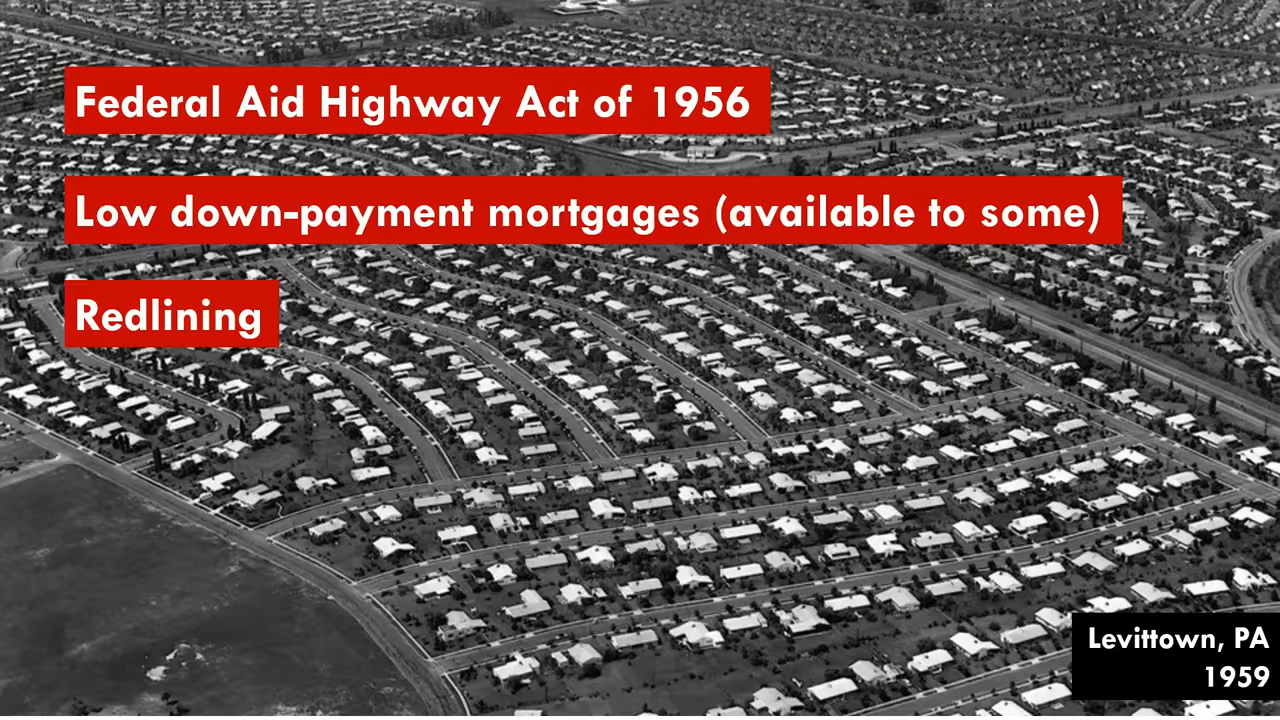 Federal Aid Highway Act of 1956
Low down-payment mortgages (available to some)
Redlining
Levittown, PA
1959